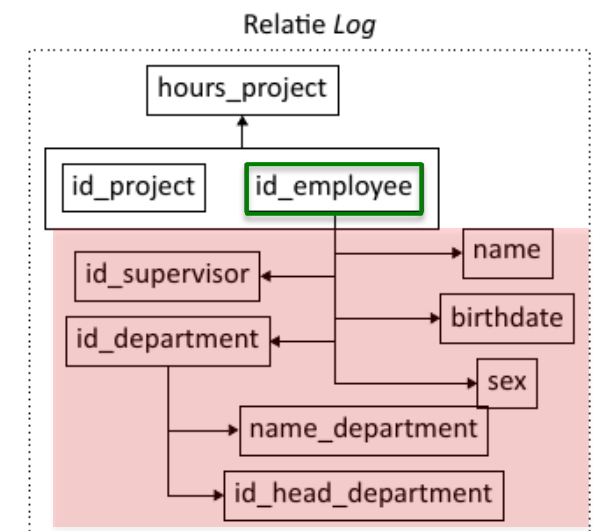 Relatie Log
hours_project
id_project
id_employee
name
id_supervisor
birthdate
id_department
sex
name_department
id_head_department